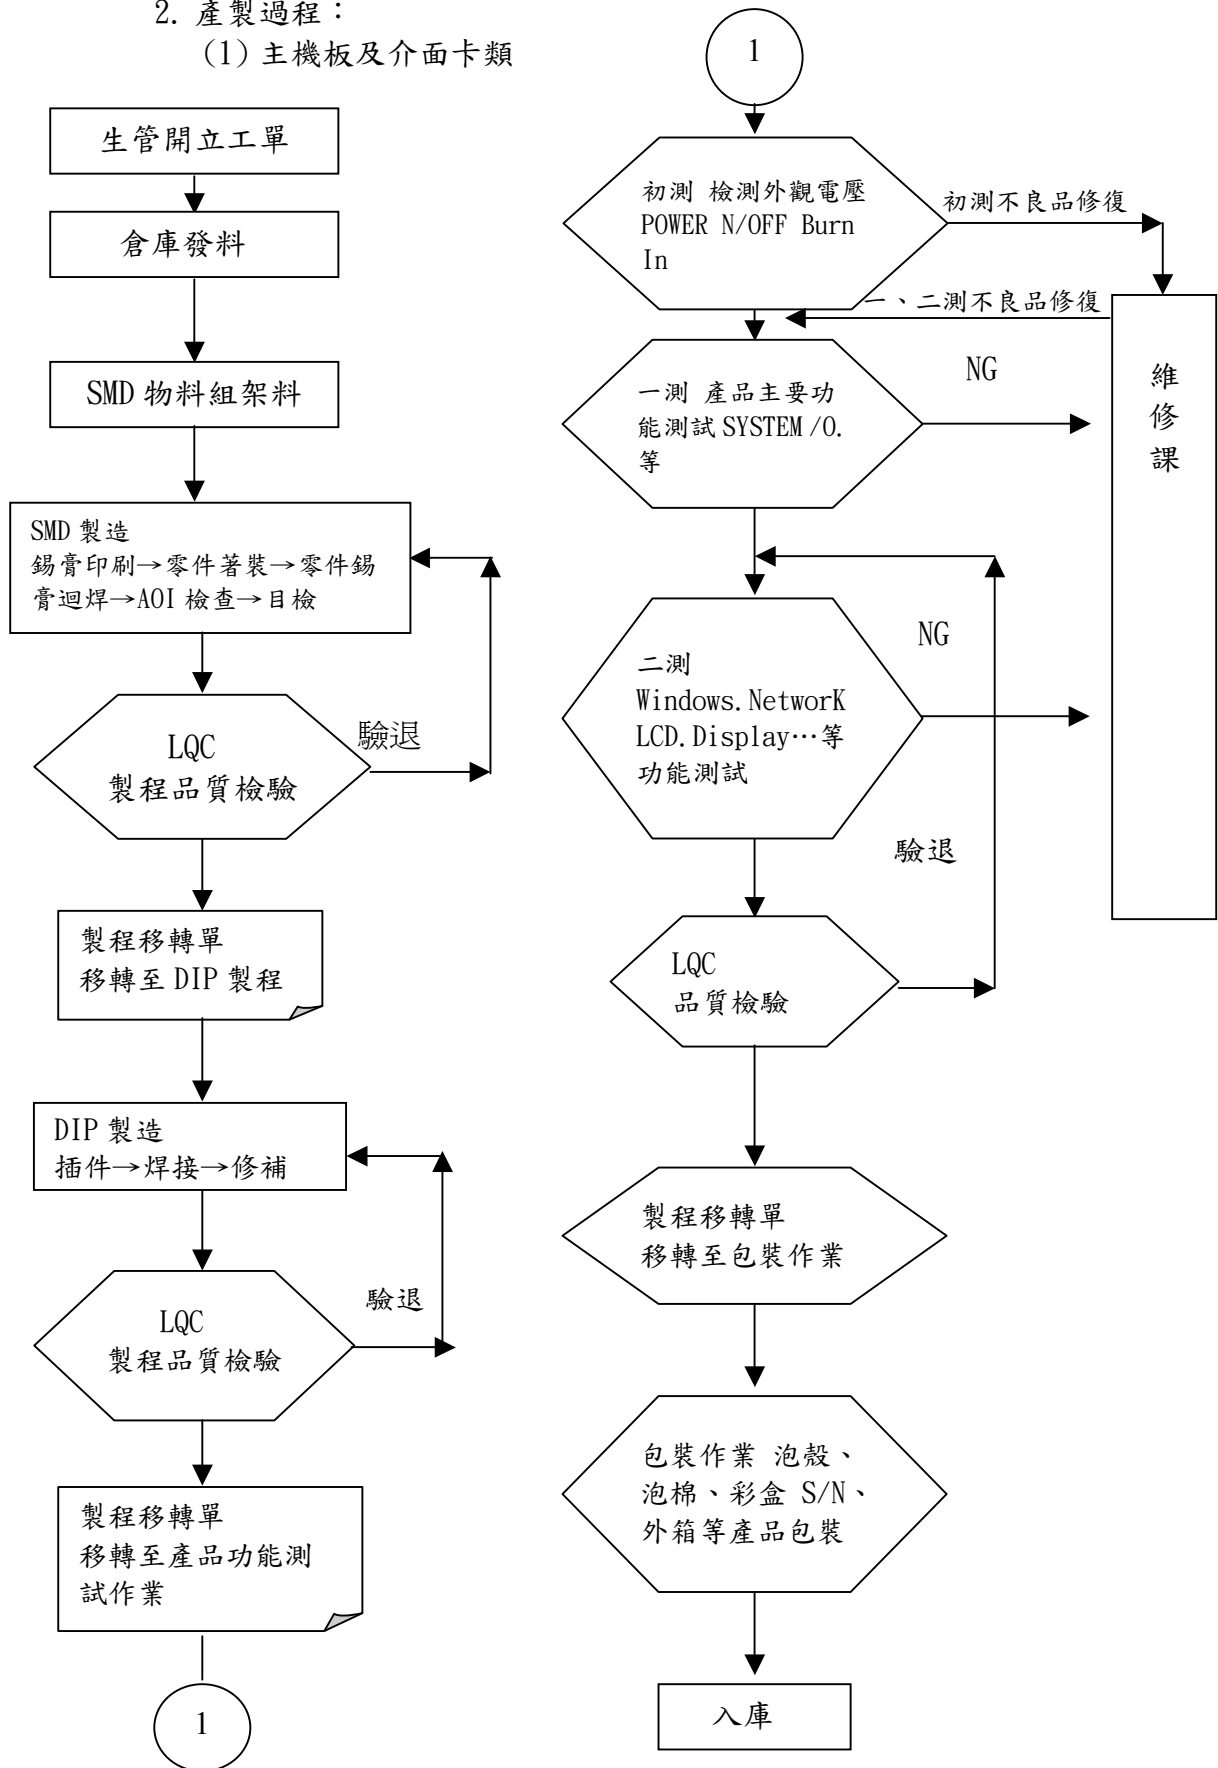 2. 產製過程：
(1)主機板及介面卡類
生管開立工單
倉庫發料
SMD 物料組架料
SMD 製造
錫膏印刷→零件著裝→零件錫
膏迴焊→AOI 檢查→目檢
LQC
製程品質檢驗
驗退
製程移轉單
移轉至 DIP 製程
DIP 製造
插件→焊接→修補
LQC
製程品質檢驗
驗退
製程移轉單
移轉至產品功能測
試作業
1
1
初測 檢測外觀電壓
POWER N/OFF Burn
In
初測不良品修復
一、二測不良品修復
維
修
課
一測 產品主要功
能測試 SYSTEM /O.
等
NG
二測
Windows.NetworK
LCD.Display…等
功能測試
NG
驗退
LQC
品質檢驗
製程移轉單
移轉至包裝作業
包裝作業 泡殼、
泡棉、彩盒 S/N、
外箱等產品包裝
入庫